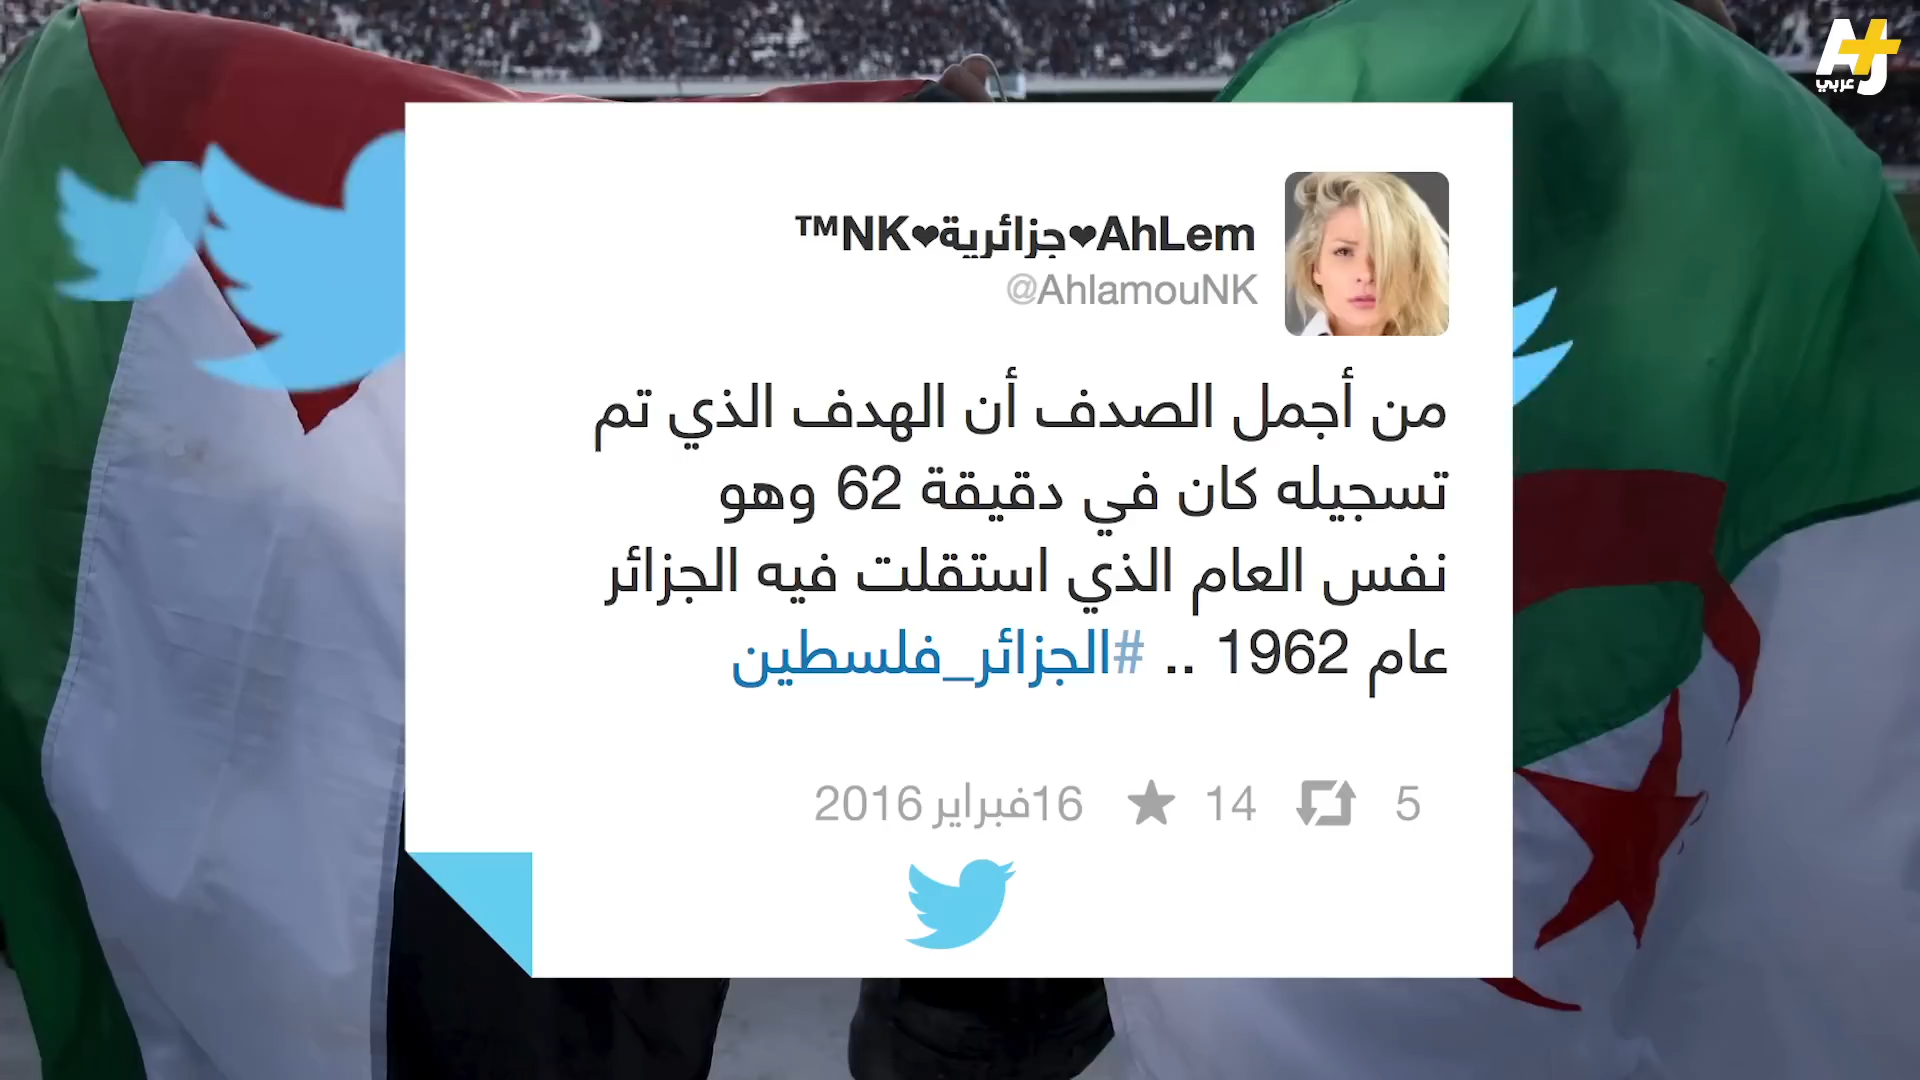 AJ+
عربي
AhLem❤جزائرية❤NK™
@AhlamouNK
من أجمل الصدف أن الهدف الذي تم
تسجيله كان في دقيقة 62 وهو
نفس العام الذي استقلت فيه الجزائر
عام 1962 .. #الجزائر_فلسطين
5 14 16فبراير 2016